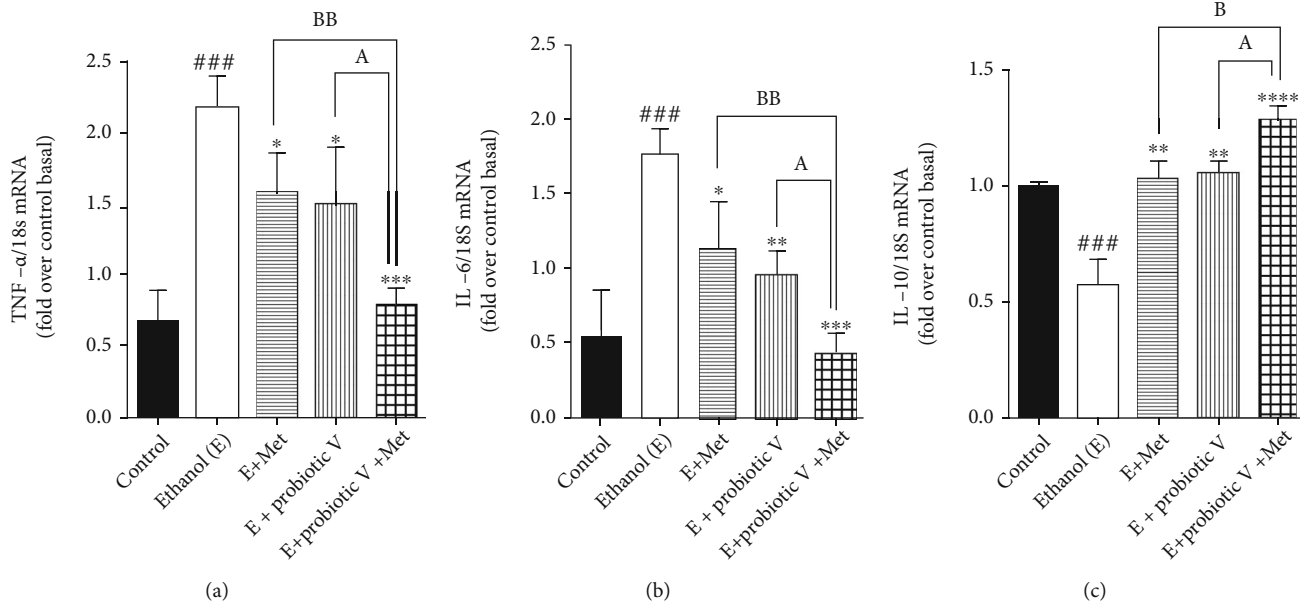 TNF –α/18s mRNA
(fold over control basal)
2.5
2.0
1.5
1.0
0.5
0.0
###
*
*
***
BB
A
Control
Ethanol (E)
E+Met
E + probiotic V
E+probiotic V +Met
(a)
IL –6/18S mRNA
(fold over control basal)
2.5
2.0
1.5
1.0
0.5
0.0
###
*
**
***
BB
A
Control
Ethanol (E)
E+Met
E + probiotic V
E+probiotic V +Met
(b)
IL –10/18S mRNA
(fold over control basal)
1.5
1.0
0.5
0.0
###
**
**
****
B
A
Control
Ethanol (E)
E+Met
E + probiotic V
E+probiotic V +Met
(c)